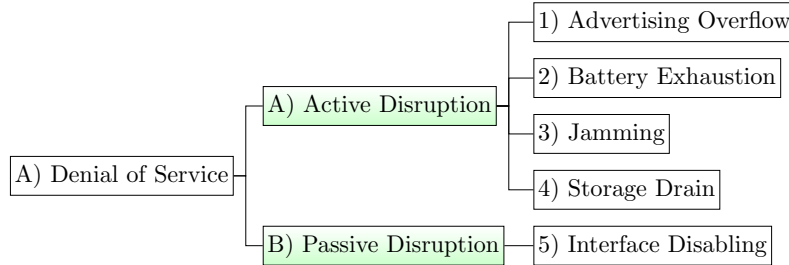 1) Advertising Overflow
2) Battery Exhaustion
A) Active Disruption
3) Jamming
4) Storage Drain
A) Denial of Service
B) Passive Disruption
5) Interface Disabling